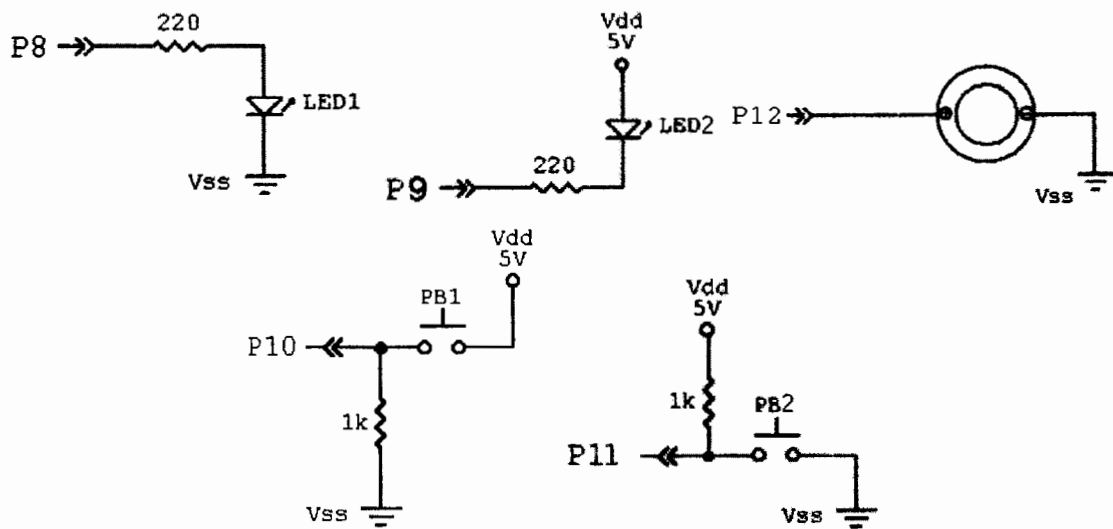 220
P8
LED1
Vss
Vdd
5V
LED2
220
P9
P12
Vss
Vdd
5V
PB1
P10
1k
Vss
Vdd
5V
1k
PB2
P11
Vss